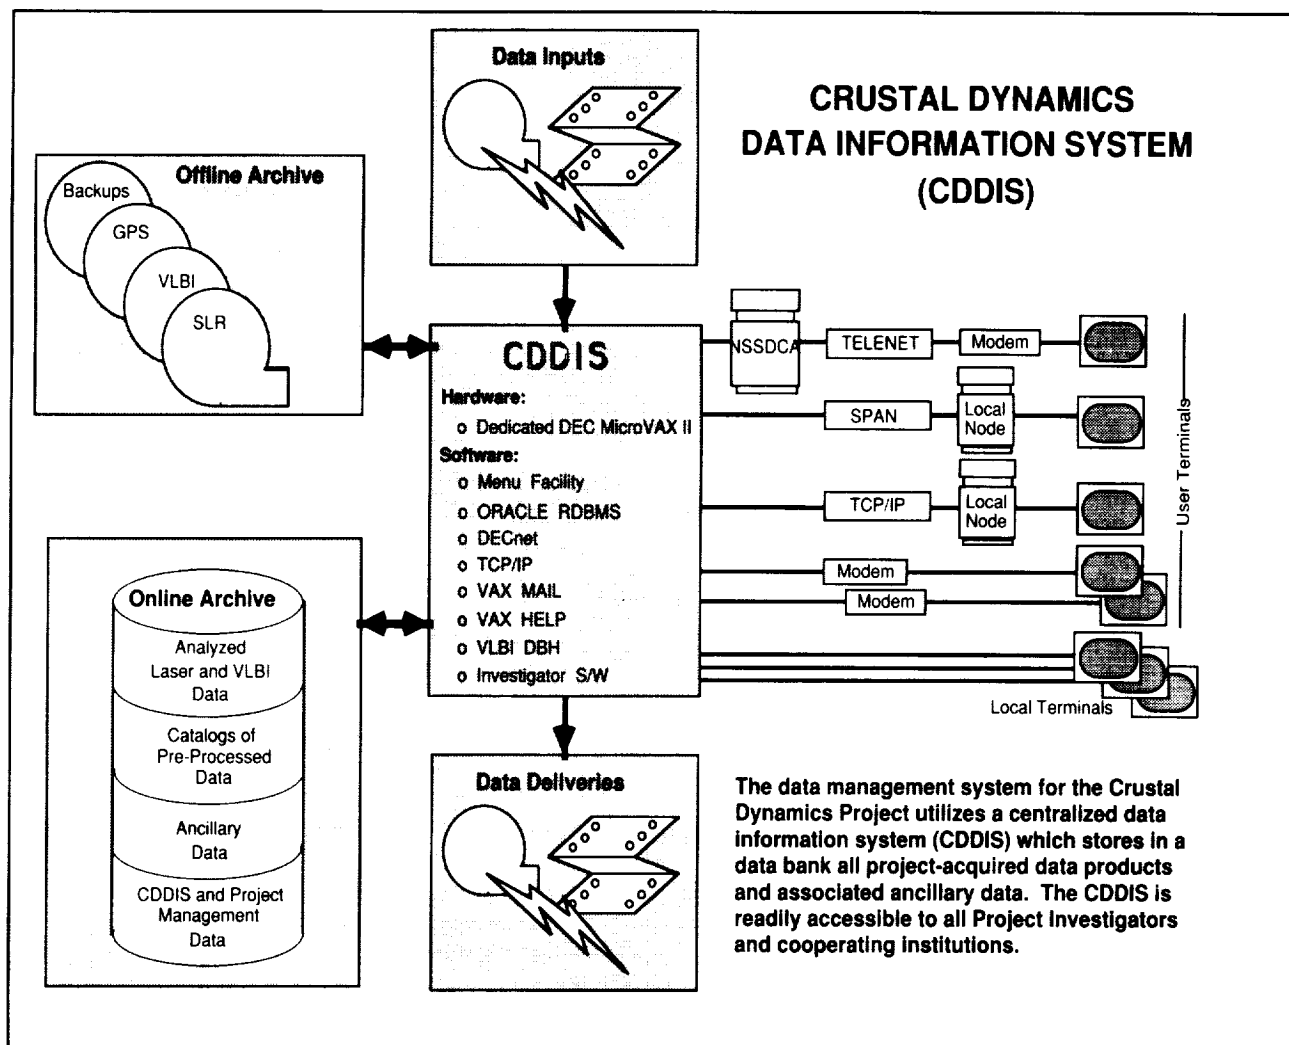 Data Inputs
CRUSTAL DYNAMICS
DATA INFORMATION SYSTEM
(CDDIS)
Offline Archive
Backups
GPS
VLBI
SLR
CDDIS
Hardware:
o Dedicated DEC MicroVAX II
Software:
o Menu Facility
o ORACLE RDBMS
o DECnet
o TCP/IP
o VAX MAIL
o VAX HELP
o VLBI DBH
o Investigator S/W
NSSDCA
TELENET
Modem
SPAN
Local
Node
TCP/IP
Local
Node
Modem
Modem
User Terminals
Local Terminals
Online Archive
Analyzed
Laser and VLBI
Data
Catalogs of
Pre-Processed
Data
Ancillary
Data
CDDIS and Project
Management
Data
Data Deliveries
The data management system for the Crustal
Dynamics Project utilizes a centralized data
information system (CDDIS) which stores in a
data bank all project-acquired data products
and associated ancillary data. The CDDIS is
readily accessible to all Project Investigators
and cooperating institutions.